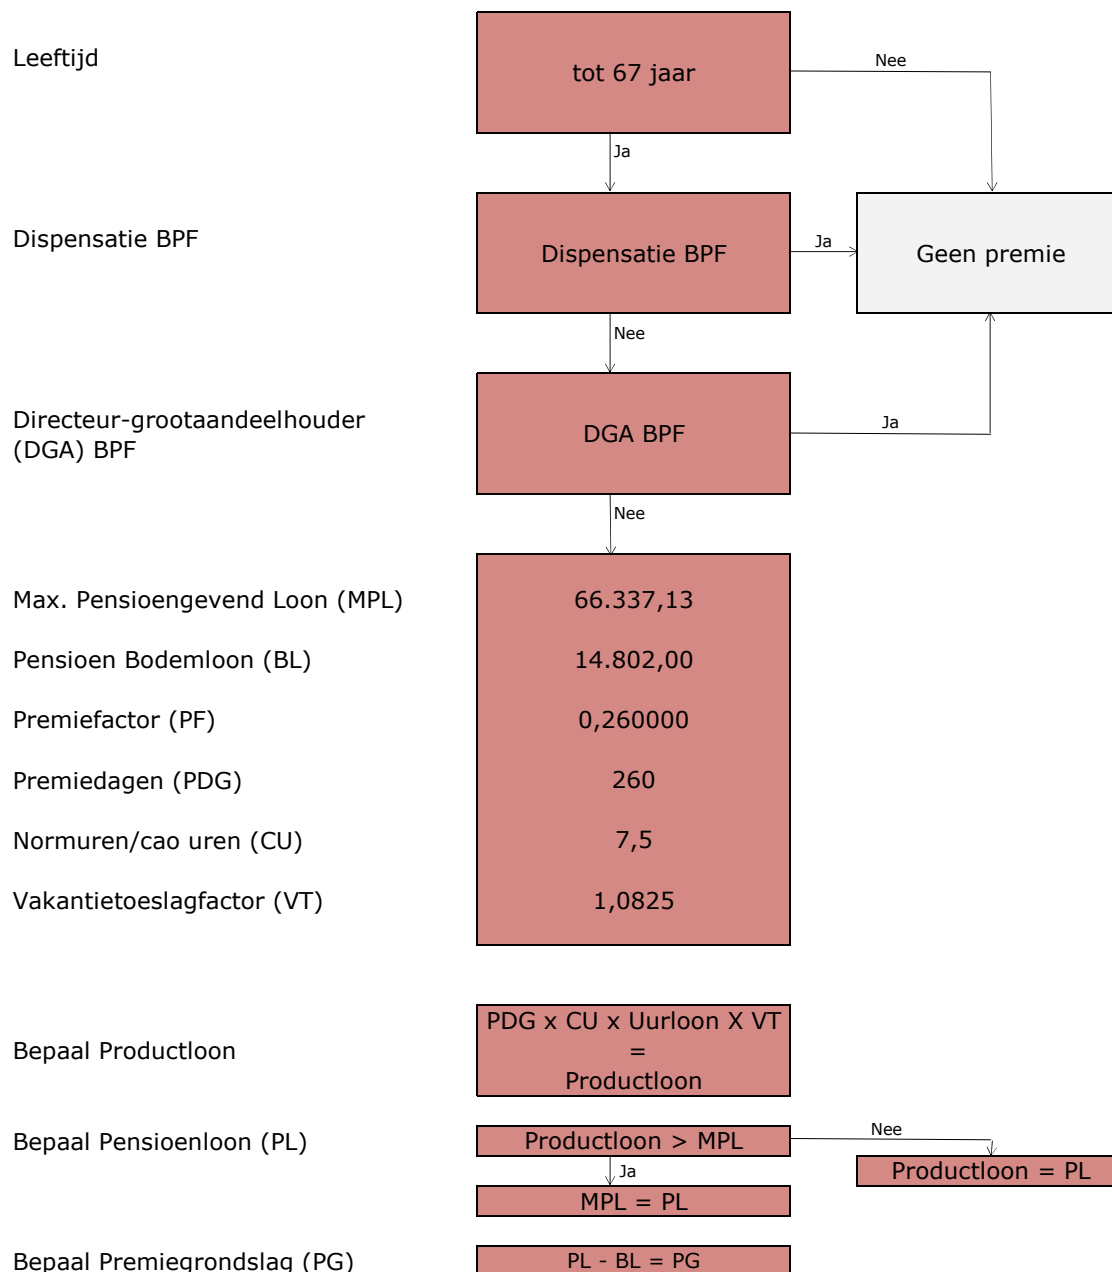 Leeftijd
tot 67 jaar
Nee
Ja
Dispensatie BPF
Dispensatie BPF
Ja
Geen premie
Nee
Directeur-grootaandeelhouder
(DGA) BPF
DGA BPF
Ja
Nee
Max. Pensioengevend Loon (MPL)
66.337,13
Pensioen Bodemloon (BL)
14.802,00
Premiefactor (PF)
0,260000
Premiedagen (PDG)
260
Normuren/cao uren (CU)
7,5
Vakantietoeslagfactor (VT)
1,0825
Bepaal Productloon
PDG x CU x Uurloon X VT
=
Productloon
Bepaal Pensioenloon (PL)
Productloon > MPL
Nee
Ja
Productloon = PL
MPL = PL
Bepaal Premiegrondslag (PG)
PL - BL = PG